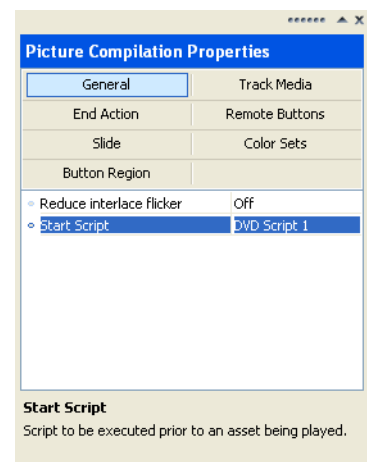 Picture Compilation Properties
General Track Media
End Action Remote Buttons
Slide Color Sets
Button Region
Reduce interlace flicker Off
Start Script DVD Script 1
Start Script
Script to be executed prior to an asset being played.